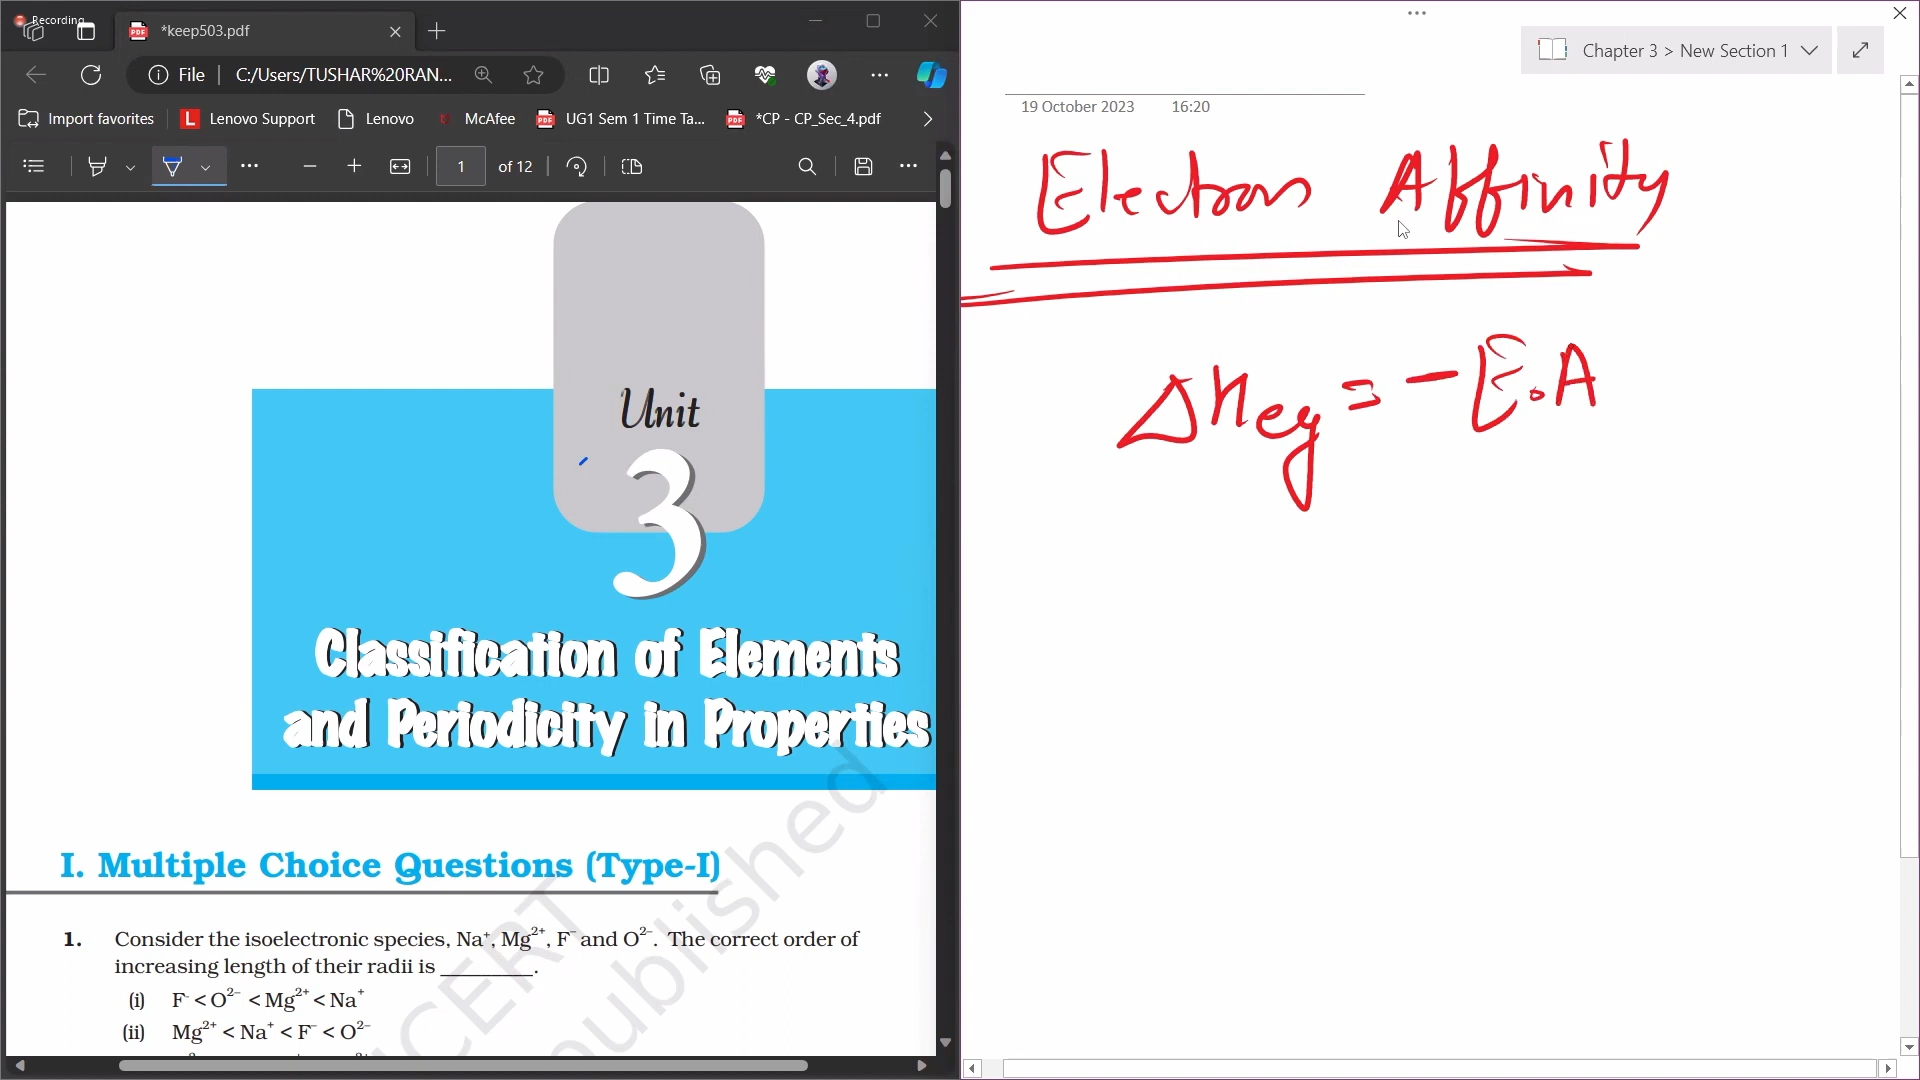 Recording
*keep503.pdf
File
C:/Users/TUSHAR%20RAN...
Import favorites
Lenovo Support
Lenovo
McAfee
UG1 Sem 1 Time Ta...
*CP - CP_Sec_4.pdf
1 of 12
Unit
3
Classification of Elements
and Periodicity in Properties
I. Multiple Choice Questions (Type-I)
1. Consider the isoelectronic species, Na⁺, Mg²⁺, F⁻ and O²⁻. The correct order of
increasing length of their radii is _________.
(i) F⁻ < O²⁻ < Mg²⁺ < Na⁺
(ii) Mg²⁺ < Na⁺ < F⁻ < O²⁻
NCERT
published
Chapter 3 > New Section 1
19 October 2023 16:20
Electron Affinity
ΔHeg = -E.A